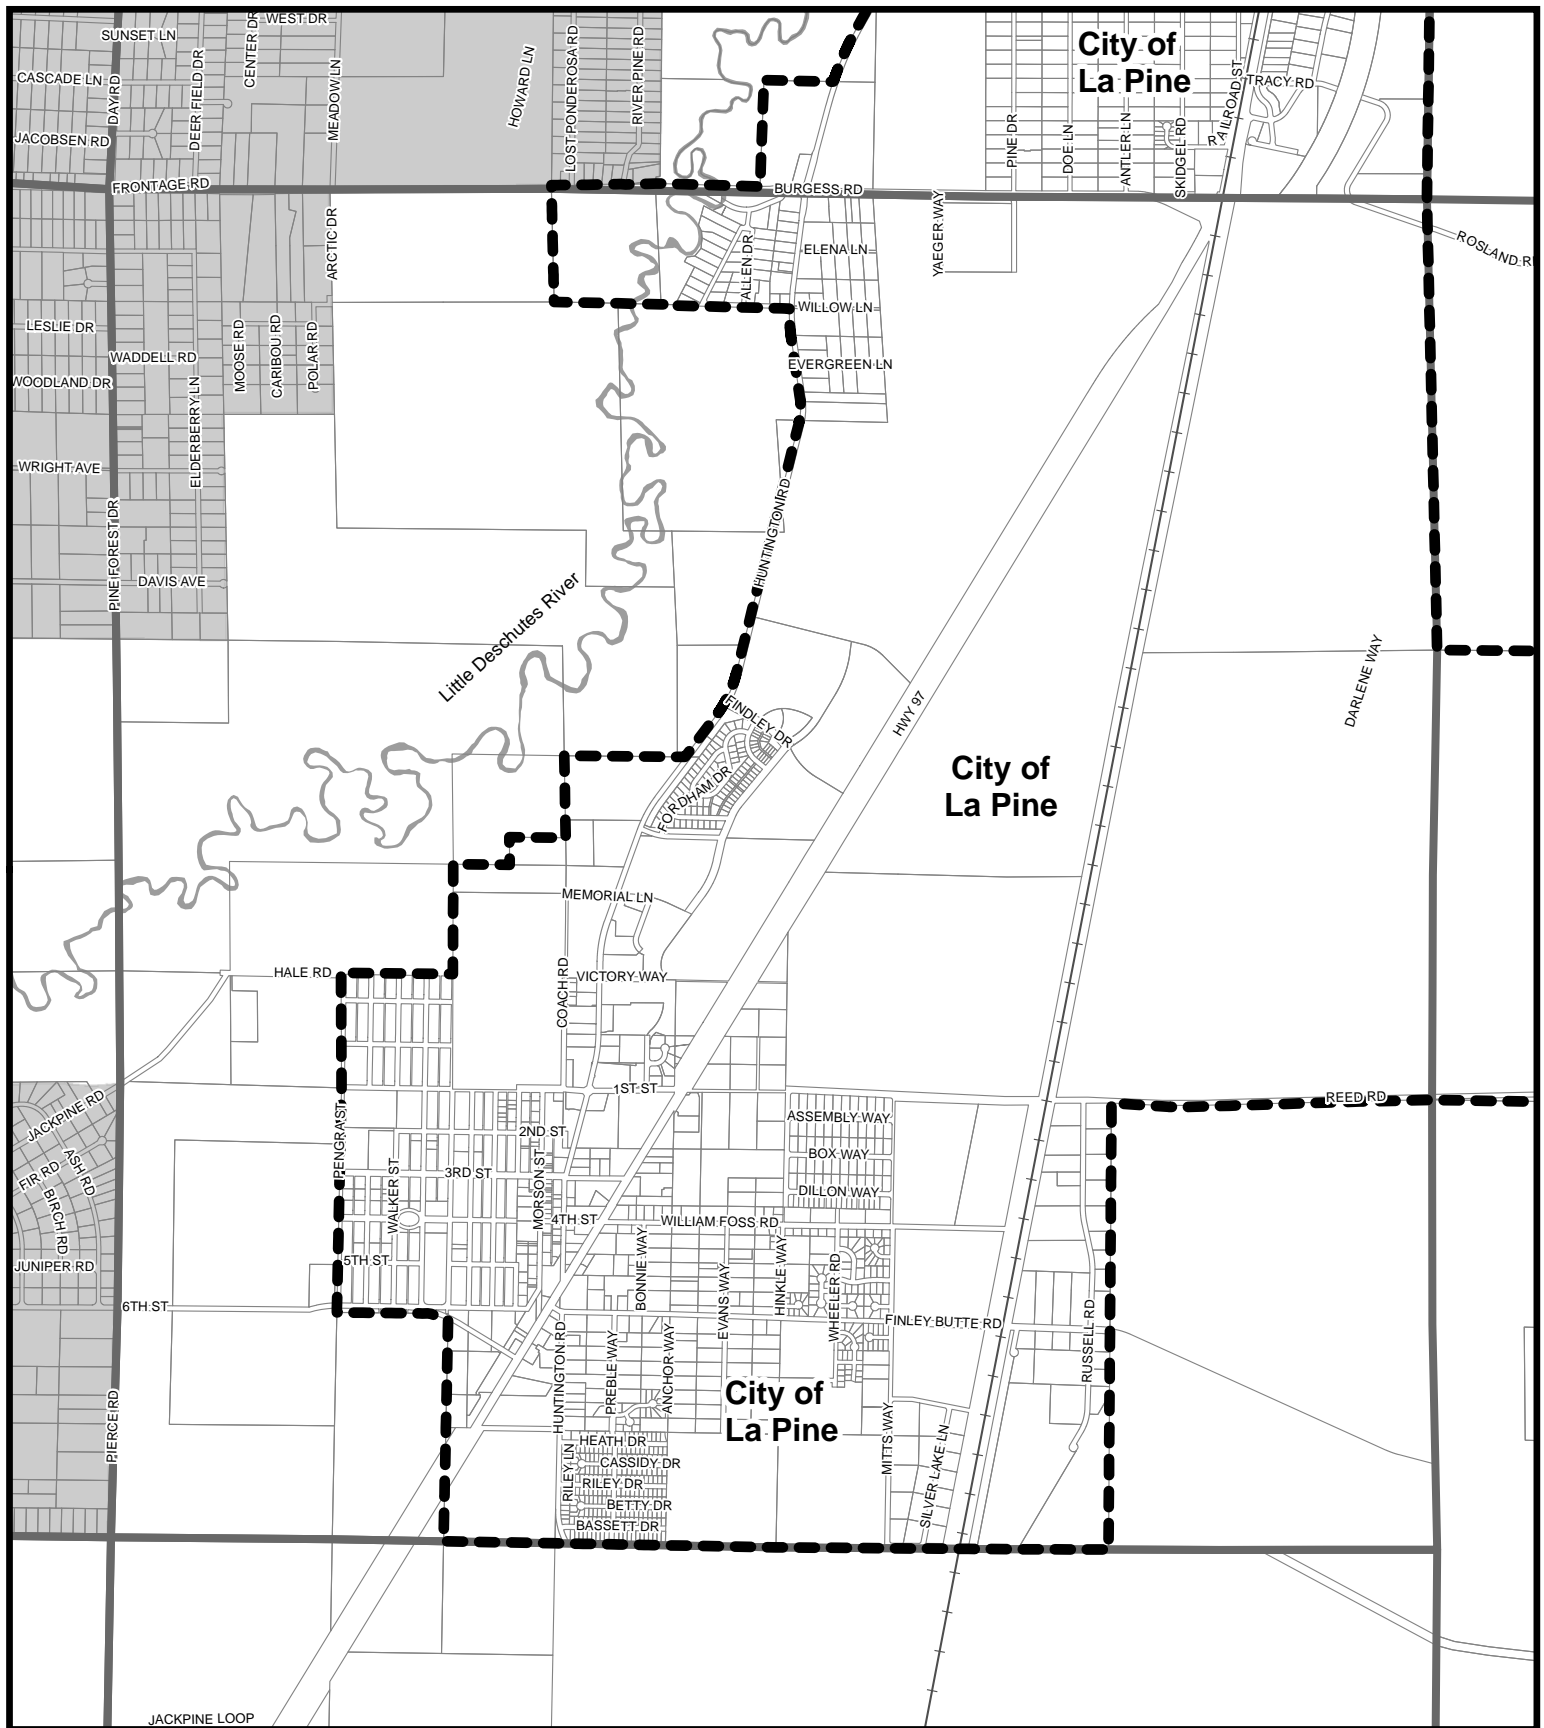 WEST DR
SUNSET LN
CENTER DR
CASCADE LN
DAY RD
DEER FIELD DR
MEADOW LN
HOWARD LN
LOST PONDEROSA RD
RIVER PINE RD
JACOBSEN RD
FRONTAGE RD
City of
La Pine
TRACY RD
RAILROAD ST
PINE DR
DOE LN
ANTLER LN
SKIDGEL RD
BURGESS RD
YAEGER WAY
ROSLAND R
ARCTIC DR
ALLEN DR
ELENA LN
WILLOW LN
EVERGREEN LN
LESLIE DR
WADDELL RD
WOODLAND DR
MOOSE RD
CARIBOU RD
POLAR RD
ELDERBERRY LN
WRIGHT AVE
PINE FOREST DR
DAVIS AVE
HUNTINGTON RD
Little Deschutes River
FINDLEY DR
FORDHAM DR
HWY 97
DARLENE WAY
City of
La Pine
MEMORIAL LN
HALE RD
COACH RD
VICTORY WAY
1ST ST
REED RD
JACKPINE RD
FIR RD
ASH RD
BIRCH RD
JUNIPER RD
PENGRA ST
WALKER ST
2ND ST
3RD ST
MORSON ST
4TH ST
5TH ST
6TH ST
ASSEMBLY WAY
BOX WAY
DILLON WAY
WILLIAM FOSS RD
BONNIE WAY
EVANS WAY
HINKLE WAY
WHEELER RD
FINLEY BUTTE RD
RUSSELL RD
HUNTINGTON RD
PREBLE WAY
ANCHOR WAY
City of
La Pine
PIERCE RD
MITTS WAY
SILVER LAKE LN
HEATH DR
CASSIDY DR
RILEY LN
RILEY DR
BETTY DR
BASSETT DR
JACKPINE LOOP